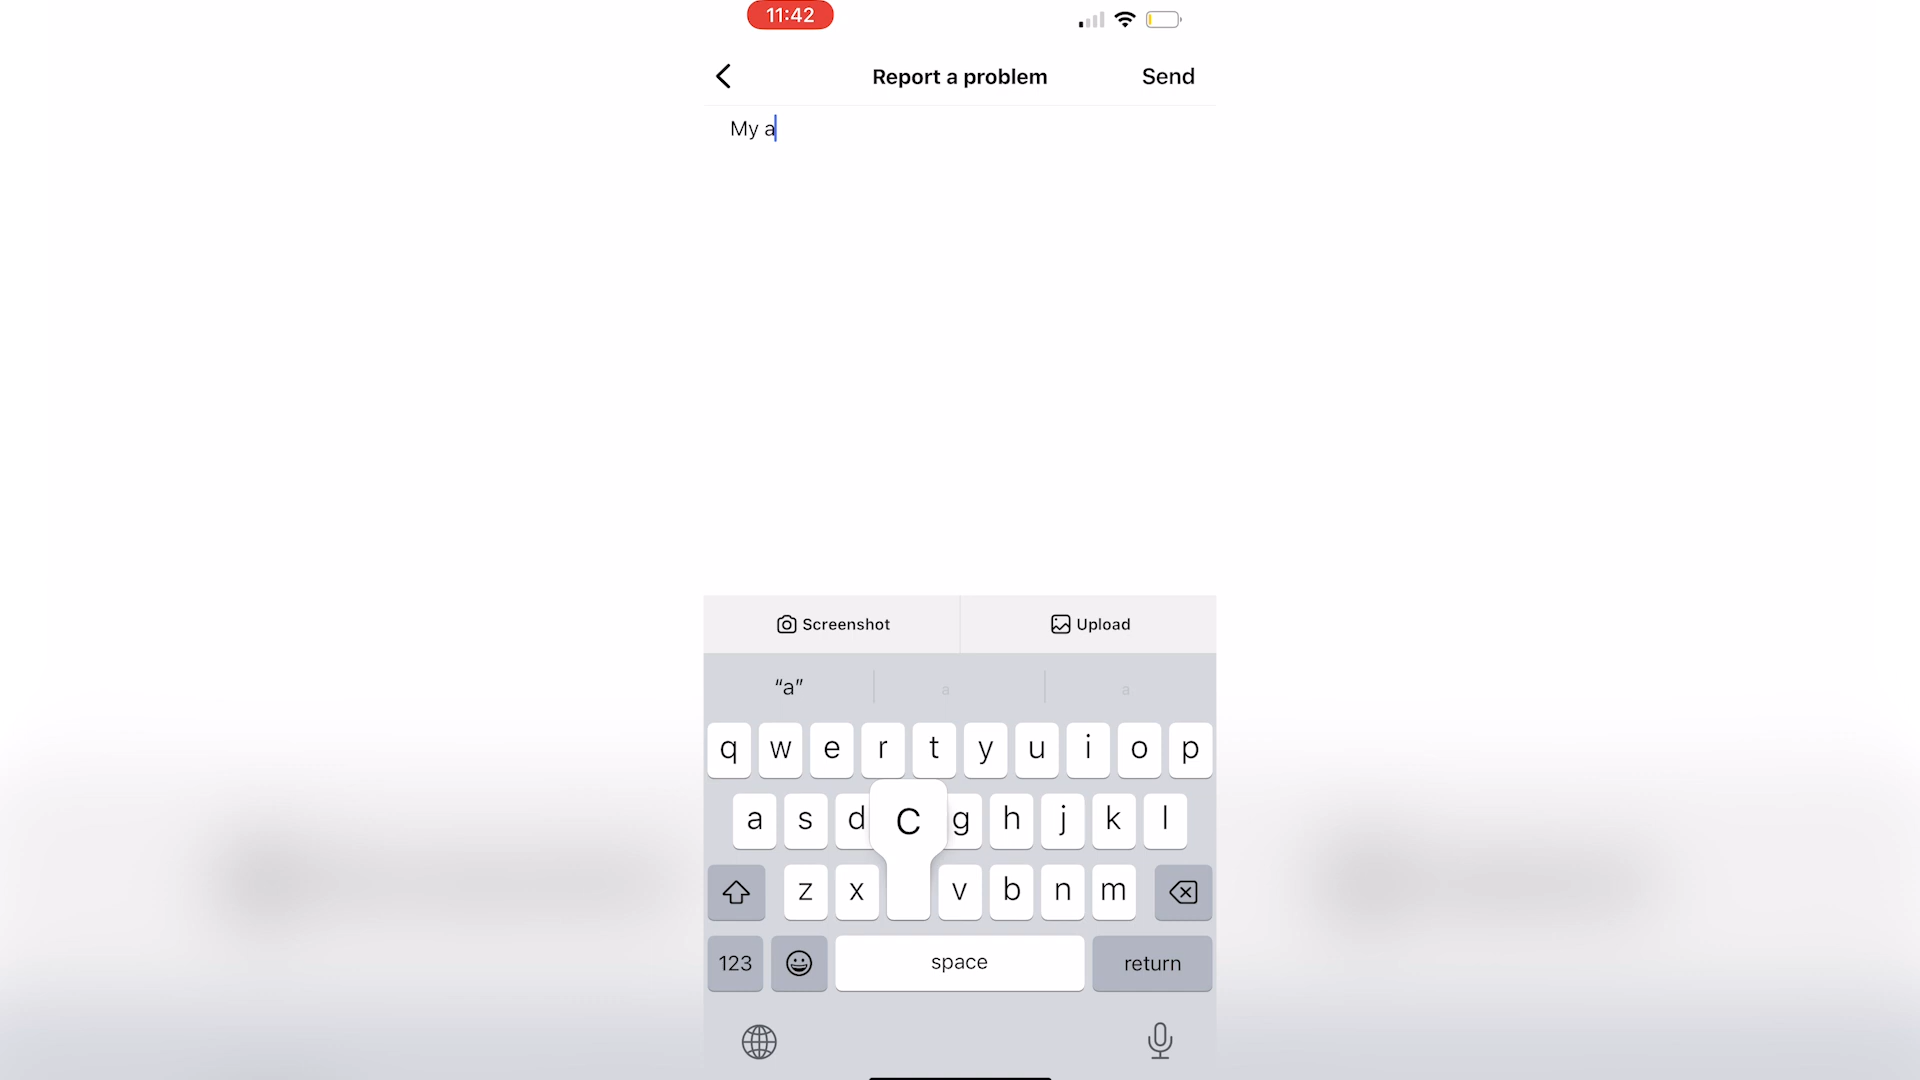 11:42
Report a problem
Send
My a
Screenshot
Upload
“a”
a
a
q w e r t y u i o p
a s d C g h j k l
z x v b n m
123
space
return